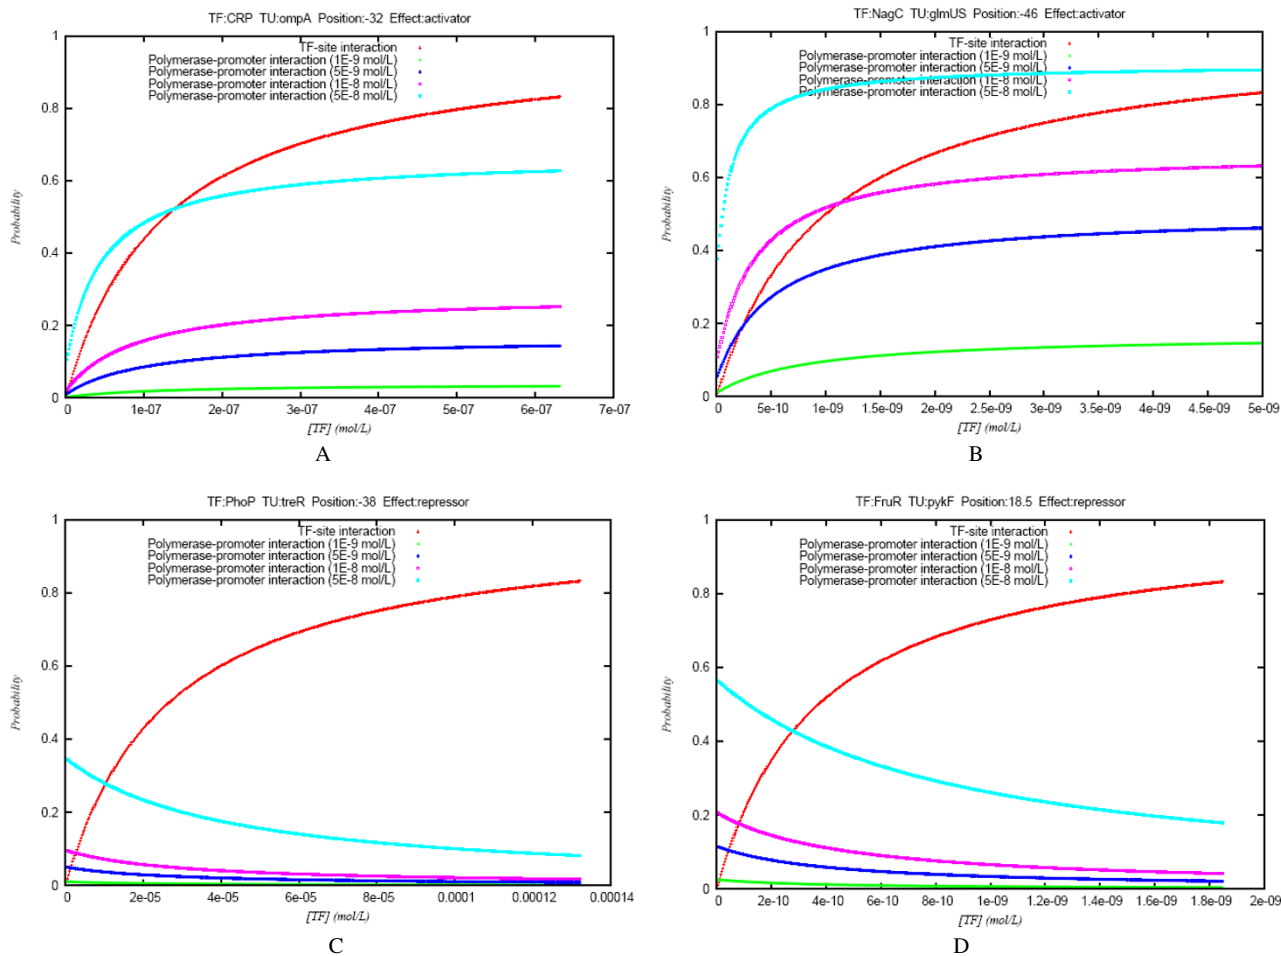 TF:CRP TU:ompA Position:-32 Effect:activator
TF-site interaction
Polymerase-promoter interaction (1E-9 mol/L)
Polymerase-promoter interaction (5E-9 mol/L)
Polymerase-promoter interaction (1E-8 mol/L)
Polymerase-promoter interaction (5E-8 mol/L)
1
0.8
0.6
0.4
0.2
0
Probability
0 1e-07 2e-07 3e-07 4e-07 5e-07 6e-07 7e-07
[TF] (mol/L)
A
TF:NagC TU:glmUS Position:-46 Effect:activator
TF-site interaction
Polymerase-promoter interaction (1E-9 mol/L)
Polymerase-promoter interaction (5E-9 mol/L)
Polymerase-promoter interaction (1E-8 mol/L)
Polymerase-promoter interaction (5E-8 mol/L)
1
0.8
0.6
0.4
0.2
0
Probability
0 5e-10 1e-09 1.5e-09 2e-09 2.5e-09 3e-09 3.5e-09 4e-09 4.5e-09 5e-09
[TF] (mol/L)
B
TF:PhoP TU:treR Position:-38 Effect:repressor
TF-site interaction
Polymerase-promoter interaction (1E-9 mol/L)
Polymerase-promoter interaction (5E-9 mol/L)
Polymerase-promoter interaction (1E-8 mol/L)
Polymerase-promoter interaction (5E-8 mol/L)
1
0.8
0.6
0.4
0.2
0
Probability
0 2e-05 4e-05 6e-05 8e-05 0.0001 0.00012 0.00014
[TF] (mol/L)
C
TF:FruR TU:pykF Position:18.5 Effect:repressor
TF-site interaction
Polymerase-promoter interaction (1E-9 mol/L)
Polymerase-promoter interaction (5E-9 mol/L)
Polymerase-promoter interaction (1E-8 mol/L)
Polymerase-promoter interaction (5E-8 mol/L)
1
0.8
0.6
0.4
0.2
0
Probability
0 2e-10 4e-10 6e-10 8e-10 1e-09 1.2e-09 1.4e-09 1.6e-09 1.8e-09 2e-09
[TF] (mol/L)
D